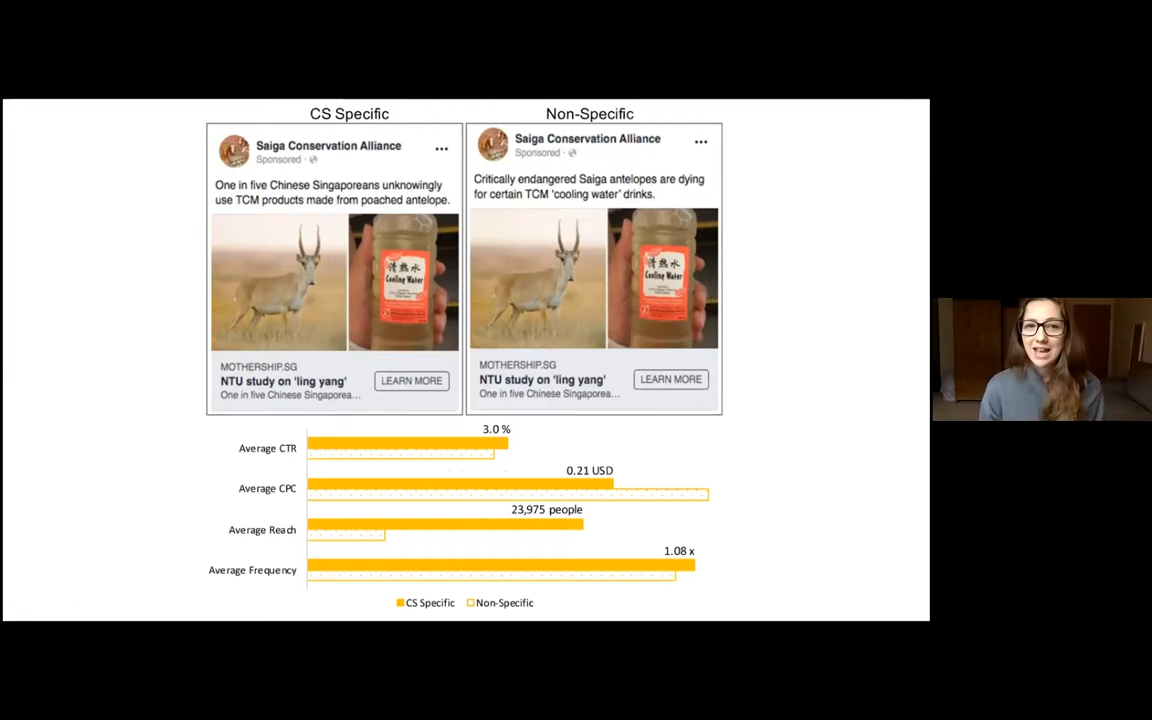 CS Specific
Non-Specific
Saiga Conservation Alliance
Sponsored ·
One in five Chinese Singaporeans unknowingly
use TCM products made from poached antelope.
清熱水
Cooling Water
MOTHERSHIP.SG
NTU study on 'ling yang'
LEARN MORE
One in five Chinese Singaporea...
Saiga Conservation Alliance
Sponsored ·
Critically endangered Saiga antelopes are dying
for certain TCM 'cooling water' drinks.
清熱水
Cooling Water
MOTHERSHIP.SG
NTU study on 'ling yang'
LEARN MORE
One in five Chinese Singaporea...
3.0 %
Average CTR
0.21 USD
Average CPC
23,975 people
Average Reach
1.08 x
Average Frequency
CS Specific
Non-Specific